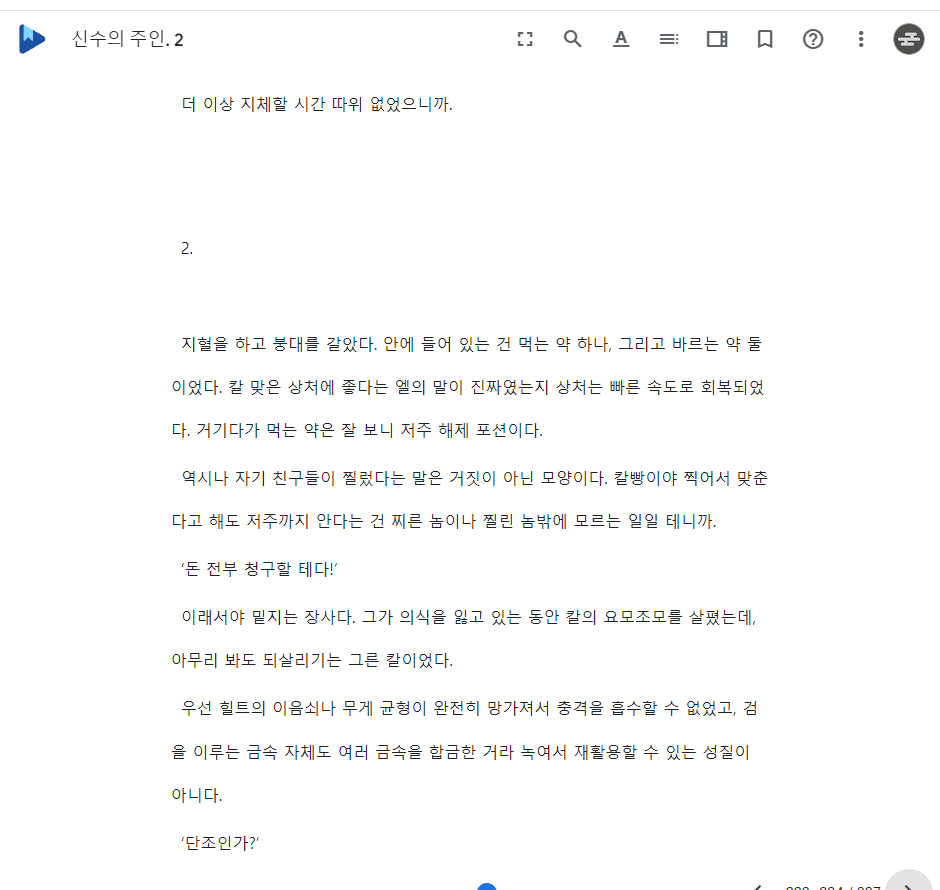 신수의 주인. 2
더 이상 지체할 시간 따위 없었으니까.
2.
지혈을 하고 붕대를 갈았다. 안에 들어 있는 건 먹는 약 하나, 그리고 바르는 약 둘
이었다. 칼 맞은 상처에 좋다는 엘의 말이 진짜였는지 상처는 빠른 속도로 회복되었
다. 거기다가 먹는 약은 잘 보니 저주 해제 포션이다.
역시나 자기 친구들이 찔렀다는 말은 거짓이 아닌 모양이다. 칼빵이야 찍어서 맞춘
다고 해도 저주까지 안다는 건 찌른 놈이나 찔린 놈밖에 모르는 일일 테니까.
‘돈 전부 청구할 테다!’
이래서야 밑지는 장사다. 그가 의식을 잃고 있는 동안 칼의 요모조모를 살폈는데,
아무리 봐도 되살리기는 그른 칼이었다.
우선 힐트의 이음쇠나 무게 균형이 완전히 망가져서 충격을 흡수할 수 없었고, 검
을 이루는 금속 자체도 여러 금속을 합금한 거라 녹여서 재활용할 수 있는 성질이
아니다.
‘단조인가?’